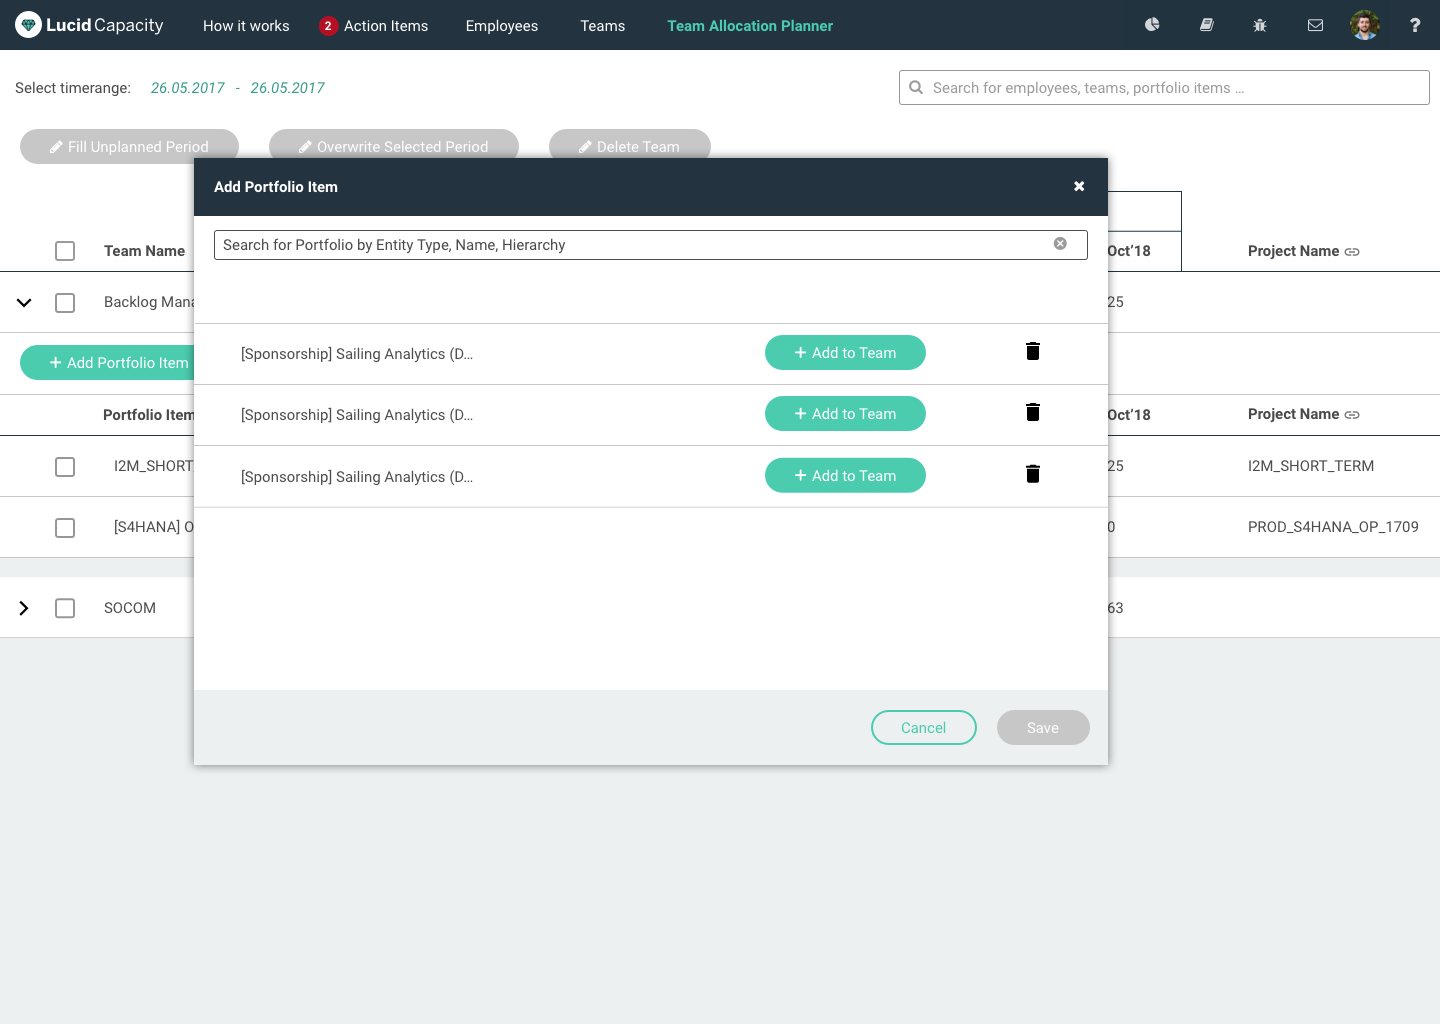 LucidCapacity How it works 2 Action Items Employees Teams Team Allocation Planner ?
Select timerange: 26.05.2017 - 26.05.2017 Search for employees, teams, portfolio items ...
Fill Unplanned Period Overwrite Selected Period Delete Team
Add Portfolio Item
Search for Portfolio by Entity Type, Name, Hierarchy
Team Name Oct'18 Project Name
Backlog Mana 25
[Sponsorship] Sailing Analytics (D... + Add to Team
+ Add Portfolio Item
[Sponsorship] Sailing Analytics (D... + Add to Team
Portfolio Item Oct'18 Project Name
I2M_SHORT 25 I2M_SHORT_TERM
[Sponsorship] Sailing Analytics (D... + Add to Team
[S4HANA] O 0 PROD_S4HANA_OP_1709
SOCOM 63
Cancel Save